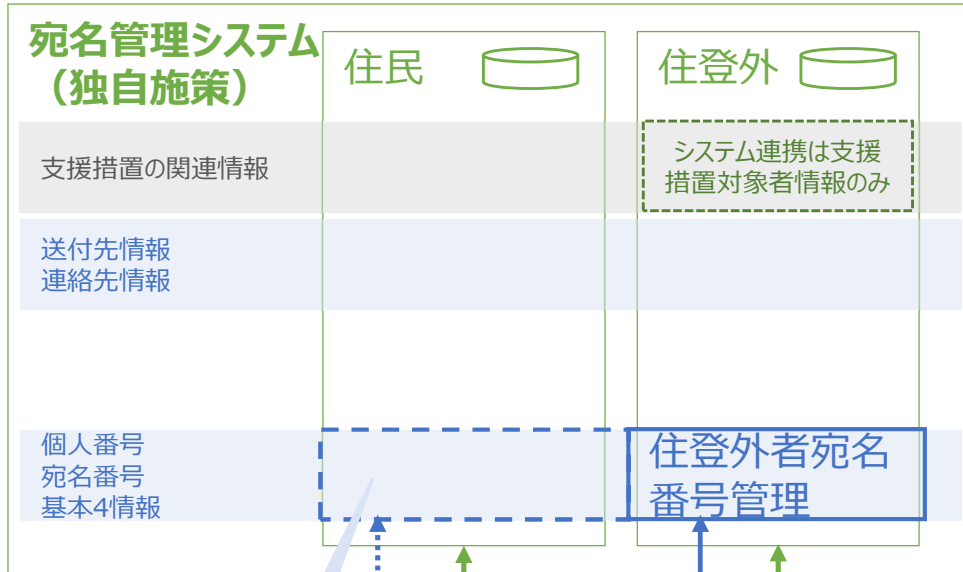 宛名管理システム
（独自施策）
住民
住登外
支援措置の関連情報
システム連携は支援
措置対象者情報のみ
送付先情報
連絡先情報
個人番号
宛名番号
基本4情報
住登外者宛名
番号管理